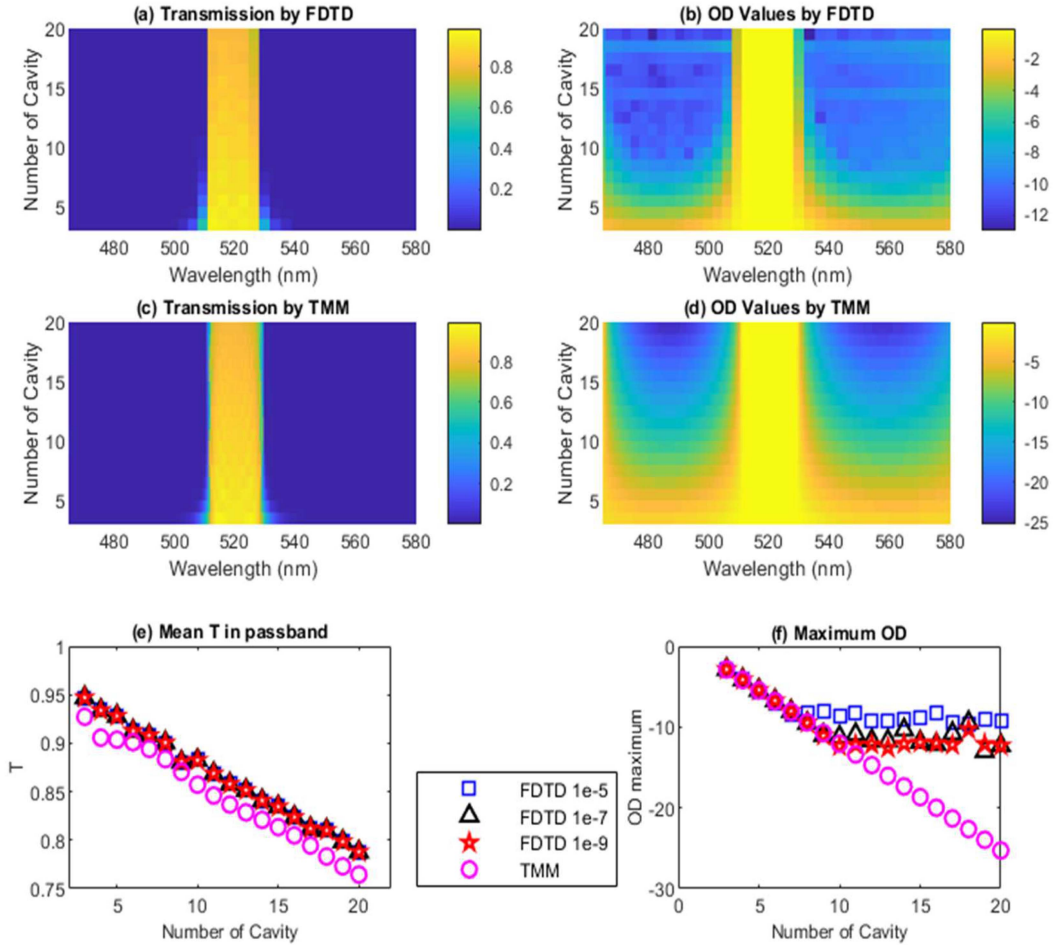 (a) Transmission by FDTD
20
15
10
5
Number of Cavity
480 500 520 540 560 580
Wavelength (nm)
0.8
0.6
0.4
0.2
(b) OD Values by FDTD
20
15
10
5
Number of Cavity
480 500 520 540 560 580
Wavelength (nm)
-2
-4
-6
-8
-10
-12
(c) Transmission by TMM
20
15
10
5
Number of Cavity
480 500 520 540 560 580
Wavelength (nm)
0.8
0.6
0.4
0.2
(d) OD Values by TMM
20
15
10
5
Number of Cavity
480 500 520 540 560 580
Wavelength (nm)
-5
-10
-15
-20
-25
(e) Mean T in passband
1
0.95
0.9
0.85
0.8
0.75
T
5 10 15 20
Number of Cavity
FDTD 1e-5
FDTD 1e-7
FDTD 1e-9
TMM
(f) Maximum OD
0
-10
-20
-30
OD maximum
0 5 10 15 20
Number of Cavity